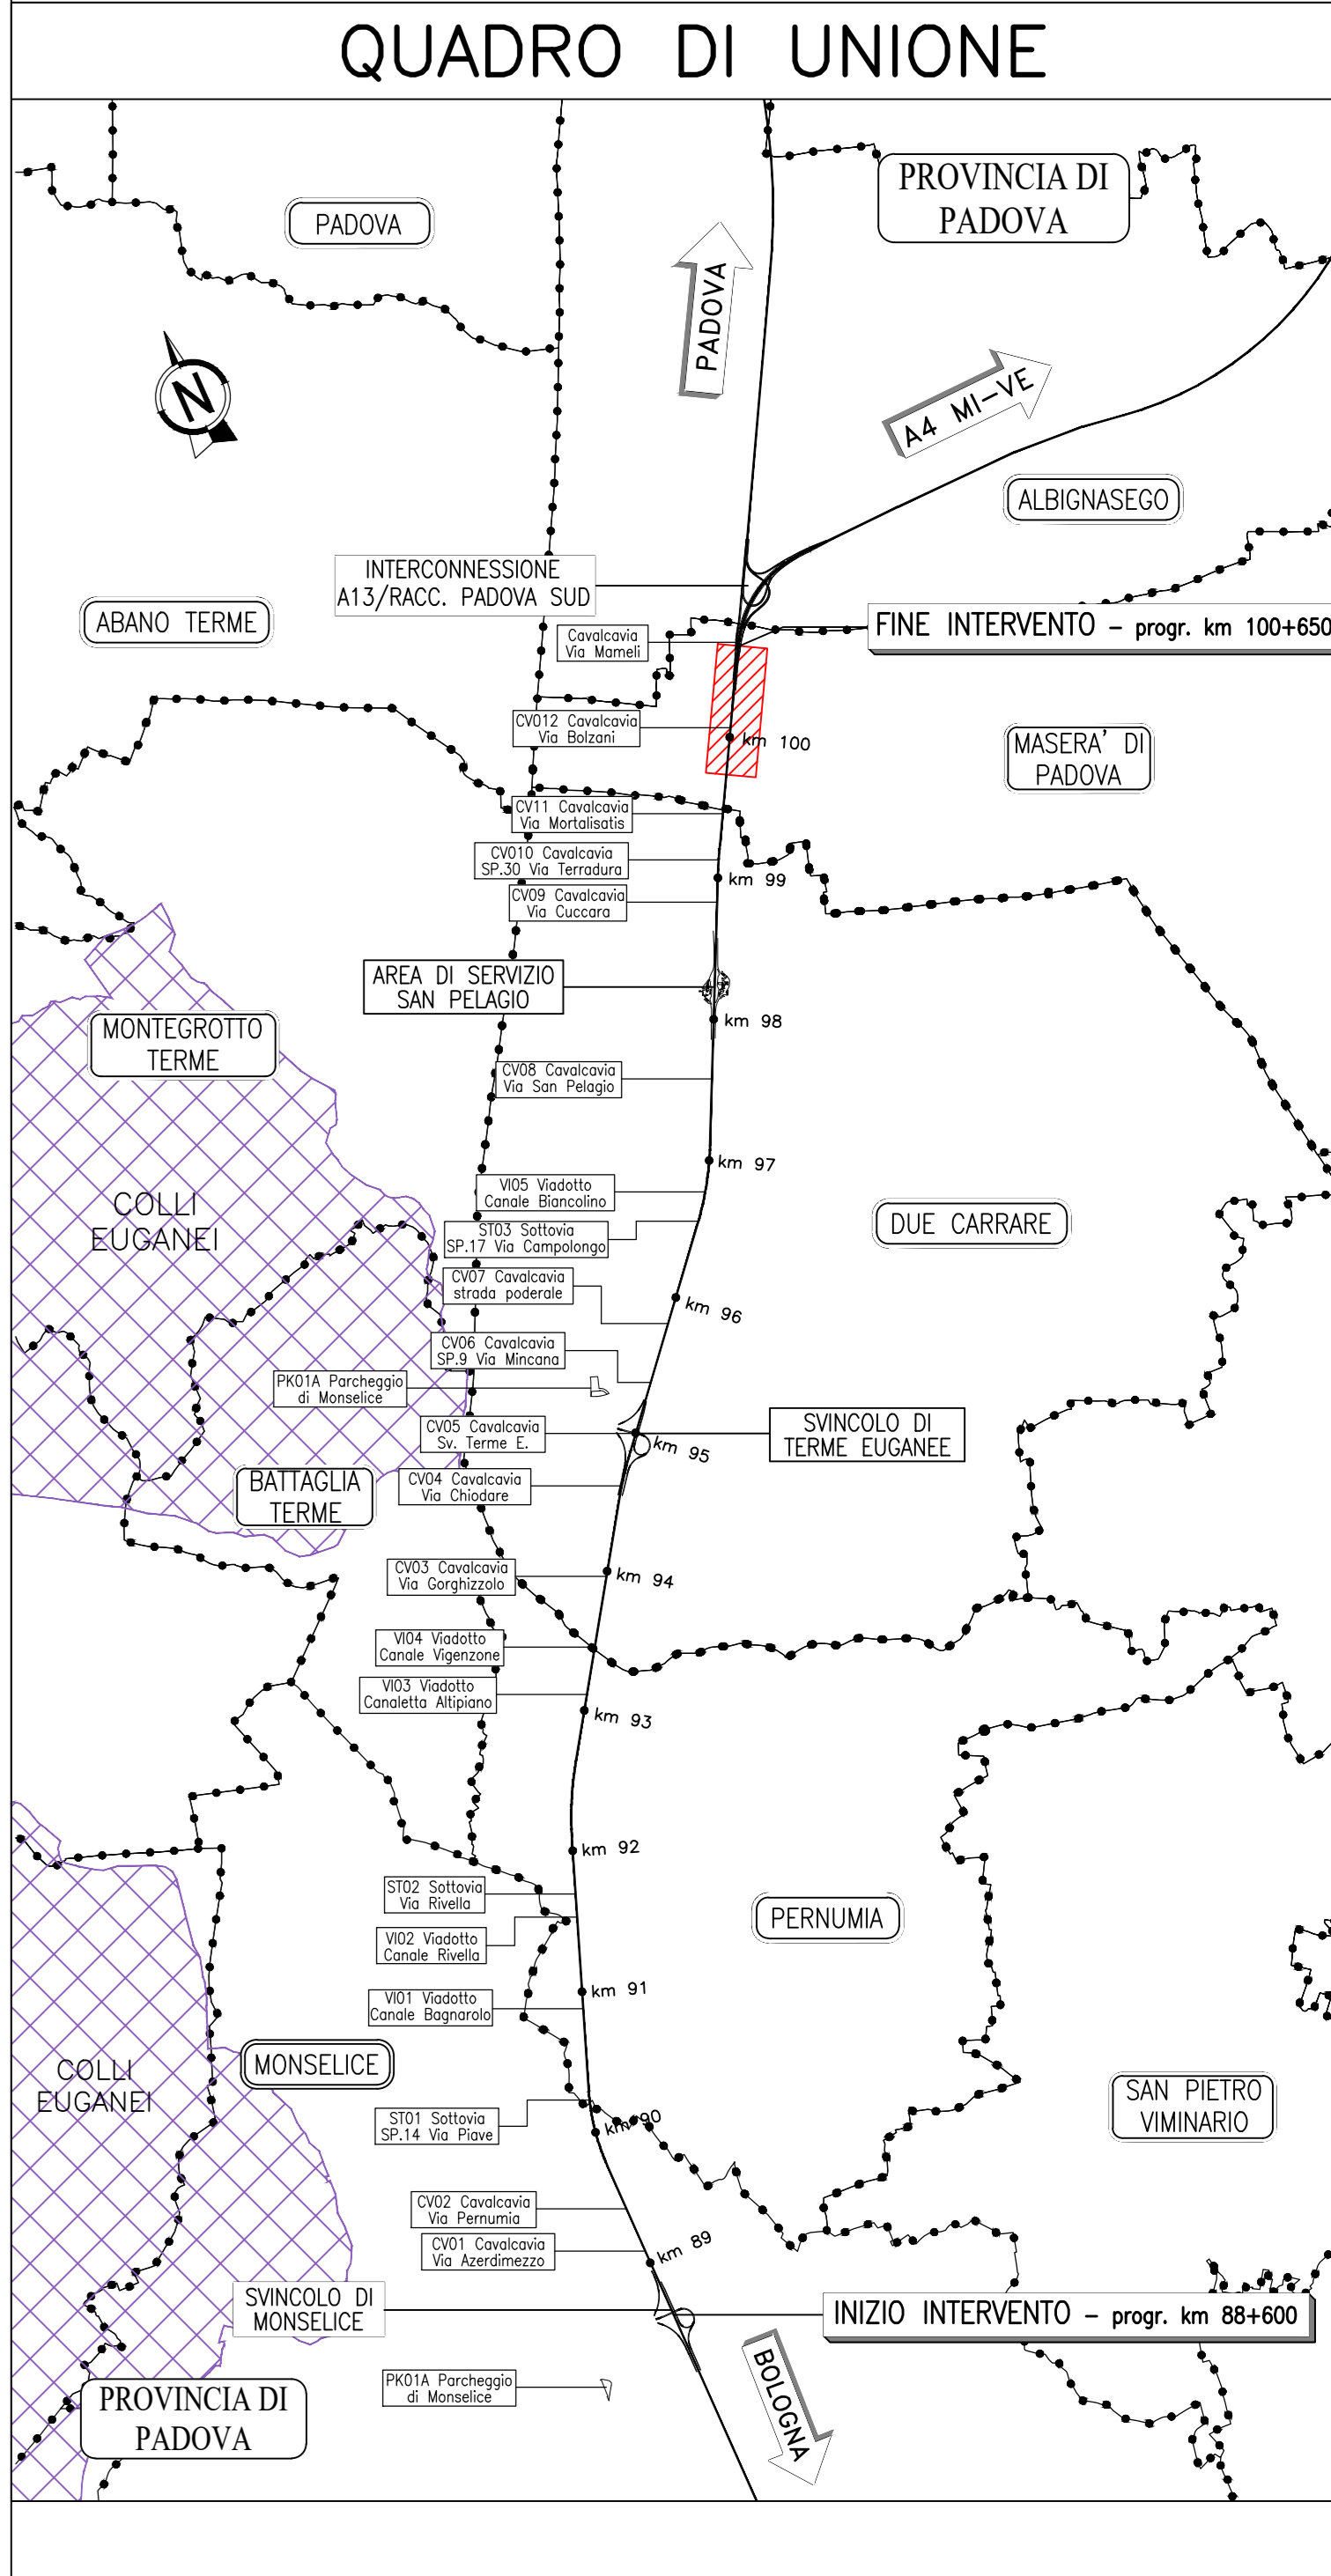 QUADRO DI UNIONE
PROVINCIA DI
PADOVA
PADOVA
PADOVA
N
A4 MI-VE
ALBIGNASEGO
INTERCONNESSIONE
A13/RACC. PADOVA SUD
ABANO TERME
FINE INTERVENTO - progr. km 100+650
Cavalcavia
Via Mameli
CV012 Cavalcavia
Via Bolzani
km 100
MASERA' DI
PADOVA
CV11 Cavalcavia
Via Mortalisatis
CV010 Cavalcavia
SP.30 Via Terradura
km 99
CV09 Cavalcavia
Via Cuccara
AREA DI SERVIZIO
SAN PELAGIO
km 98
MONTEGROTTO
TERME
CV08 Cavalcavia
Via San Pelagio
km 97
VI05 Viadotto
Canale Biancolino
COLLI
EUGANEI
ST03 Sottovia
SP.17 Via Campolongo
DUE CARRARE
CV07 Cavalcavia
strada poderale
km 96
CV06 Cavalcavia
SP.9 Via Mincana
PK01A Parcheggio
di Monselice
CV05 Cavalcavia
Sv. Terme E.
km 95
SVINCOLO DI
TERME EUGANEE
BATTAGLIA
TERME
CV04 Cavalcavia
Via Chiodare
CV03 Cavalcavia
Via Gorghizzolo
km 94
VI04 Viadotto
Canale Vigenzone
VI03 Viadotto
Canaletta Altipiano
km 93
km 92
ST02 Sottovia
Via Rivella
PERNUMIA
VI02 Viadotto
Canale Rivella
km 91
VI01 Viadotto
Canale Bagnarolo
MONSELICE
COLLI
EUGANEI
SAN PIETRO
VIMINARIO
ST01 Sottovia
SP.14 Via Piave
km 90
CV02 Cavalcavia
Via Pernumia
CV01 Cavalcavia
Via Azerdimezzo
km 89
SVINCOLO DI
MONSELICE
INIZIO INTERVENTO - progr. km 88+600
PK01A Parcheggio
di Monselice
BOLOGNA
PROVINCIA DI
PADOVA